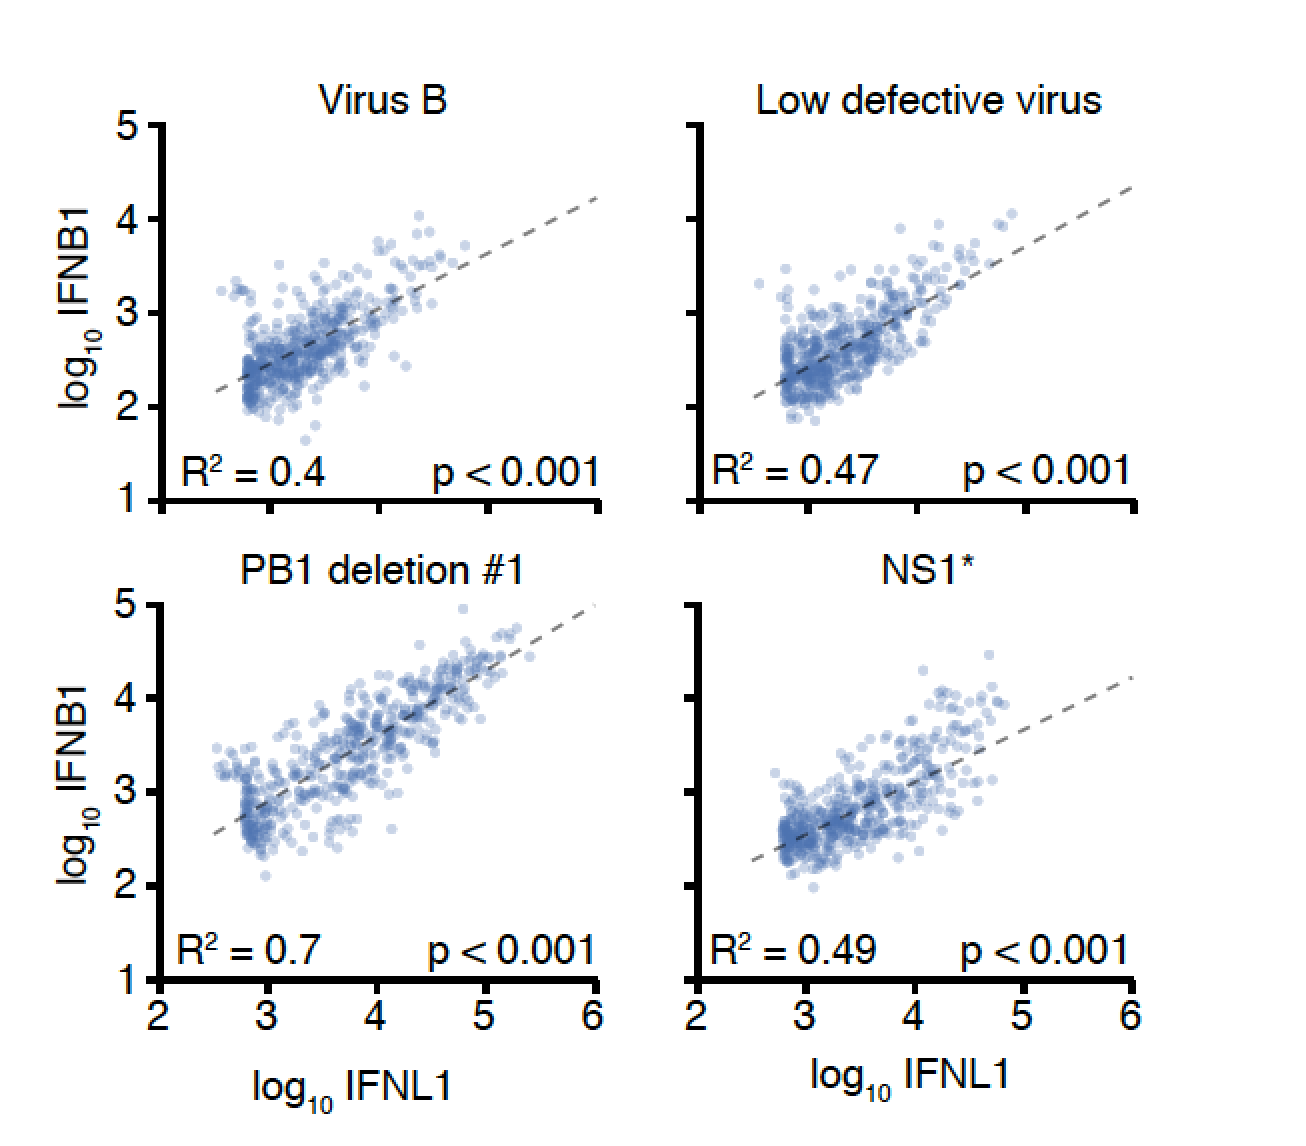 Virus B
Low defective virus
5
4
3
2
1
log10 IFNB1
R2 = 0.4
p < 0.001
R2 = 0.47
p < 0.001
PB1 deletion #1
NS1*
5
4
3
2
1
log10 IFNB1
R2 = 0.7
p < 0.001
R2 = 0.49
p < 0.001
2 3 4 5 6
2 3 4 5 6
log10 IFNL1
log10 IFNL1